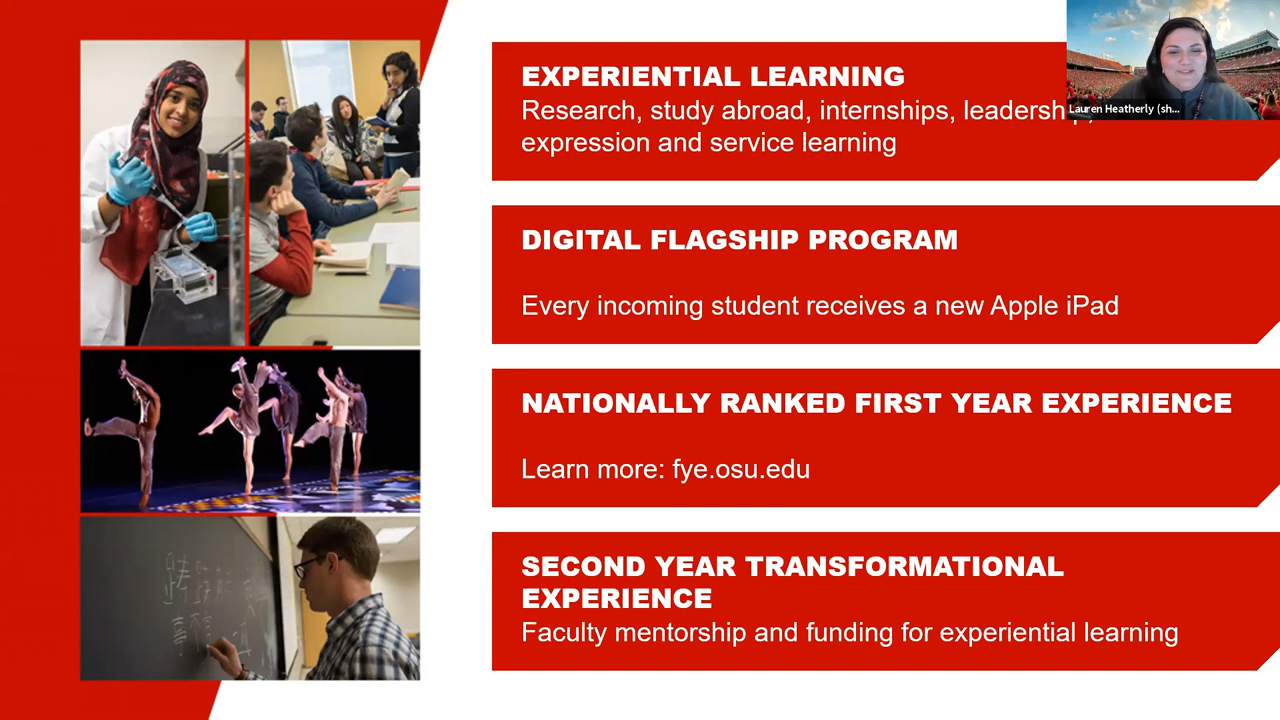 EXPERIENTIAL LEARNING
Research, study abroad, internships,
expression and service learning
Lauren Heatherly (sh...
DIGITAL FLAGSHIP PROGRAM
Every incoming student receives a new Apple iPad
NATIONALLY RANKED FIRST YEAR EXPERIENCE
Learn more: fye.osu.edu
SECOND YEAR TRANSFORMATIONAL
EXPERIENCE
Faculty mentorship and funding for experiential learning